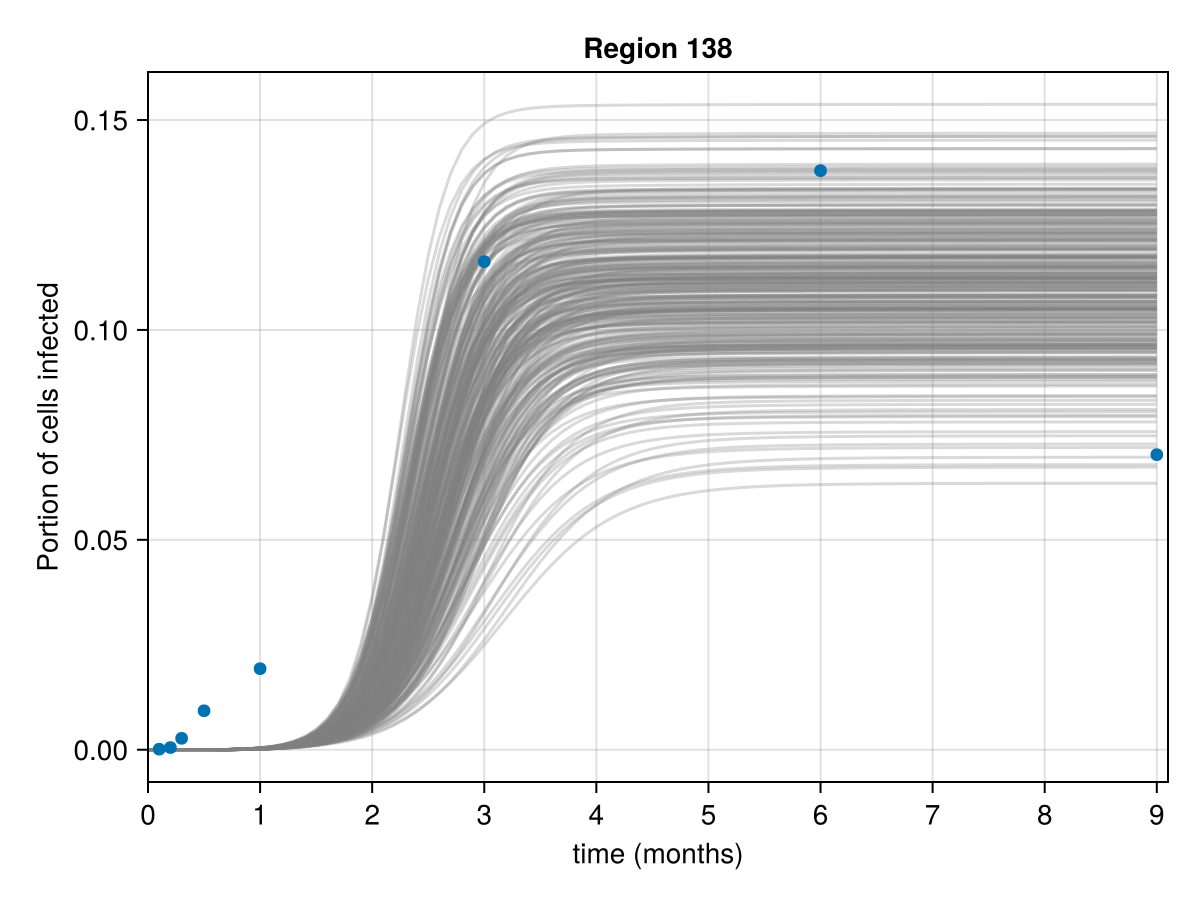 Region 138
Portion of cells infected
0.15
0.10
0.05
0.00
0 1 2 3 4 5 6 7 8 9
time (months)